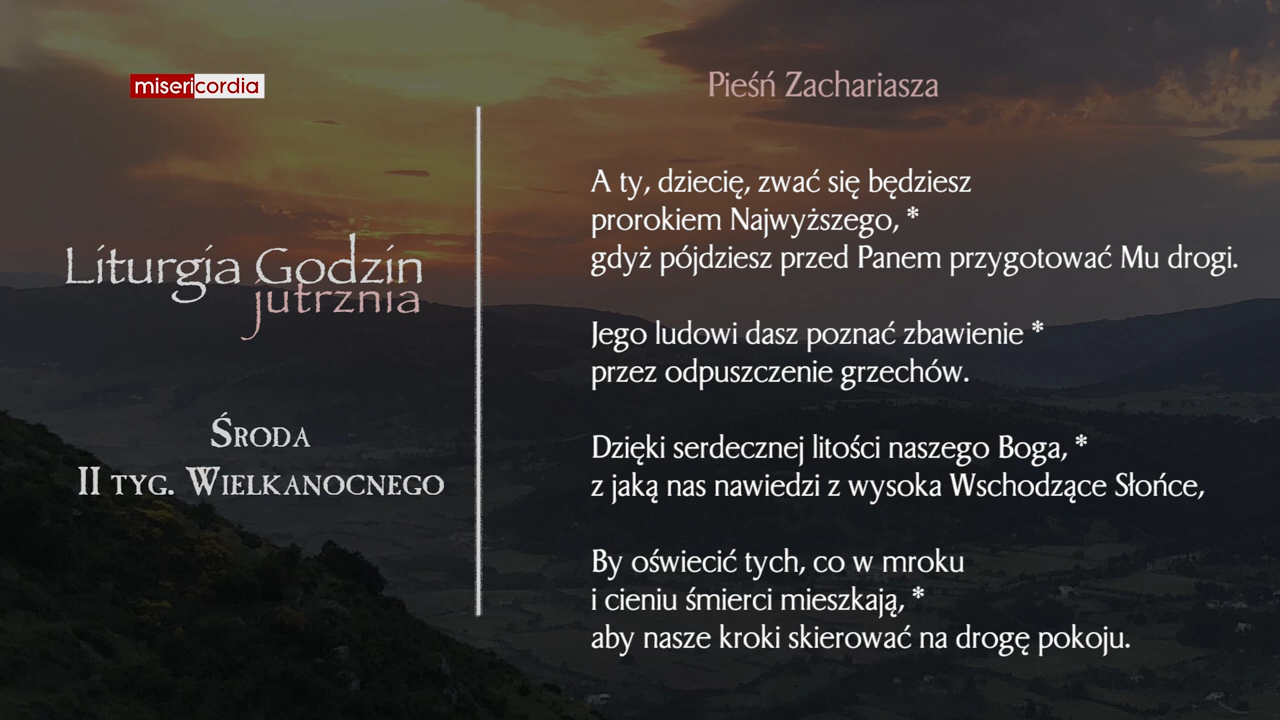 misericordia
Liturgia Godzin
jutrznia
Środa
II tyg. Wielkanocnego
Pieśń Zachariasza
A ty, dziecię, zwać się będziesz
prorokiem Najwyższego, *
gdyż pójdziesz przed Panem przygotować Mu drogi.
Jego ludowi dasz poznać zbawienie *
przez odpuszczenie grzechów.
Dzięki serdecznej litości naszego Boga, *
z jaką nas nawiedzi z wysoka Wschodzące Słońce,
By oświecić tych, co w mroku
i cieniu śmierci mieszkają, *
aby nasze kroki skierować na drogę pokoju.